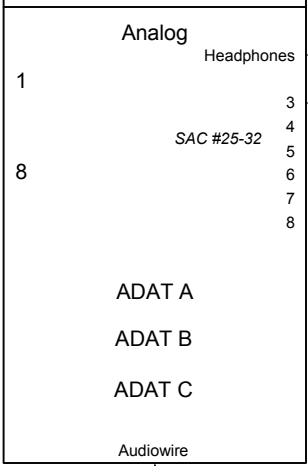 Analog
Headphones
1
3
4
SAC #25-32
5
8
6
7
8
ADAT A
ADAT B
ADAT C
Audiowire